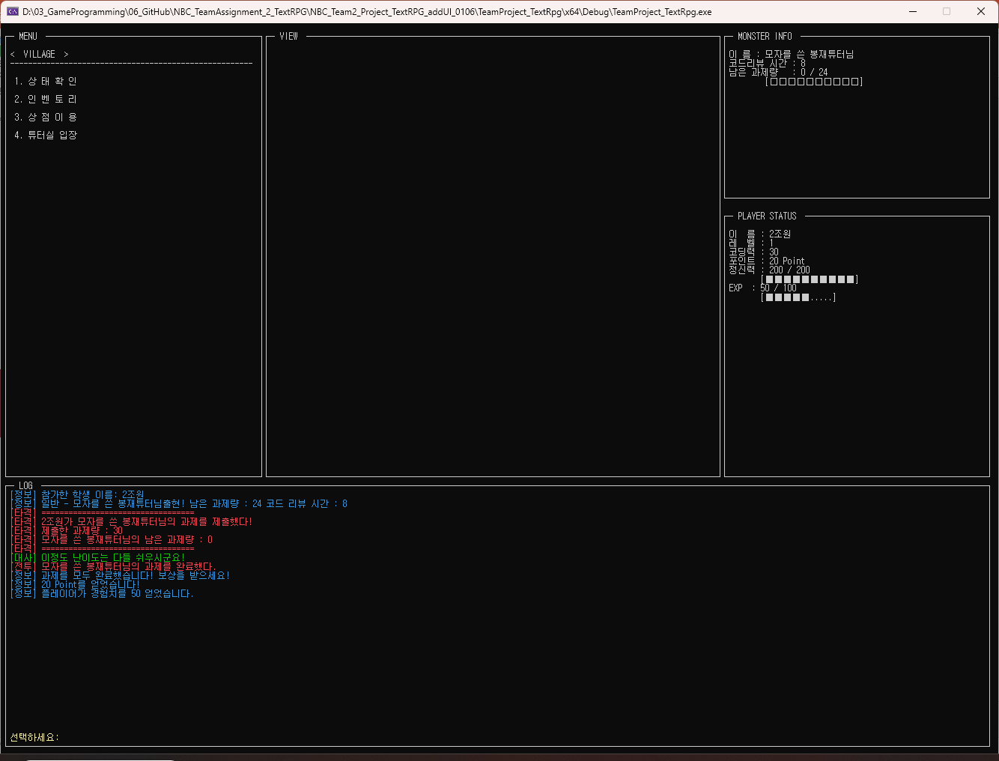 D:\03_GameProgramming\06_GitHub\NBC_TeamAssignment_2_TextRPG\NBC_Team2_Project_TextRPG_addUI_0106\TeamProject_TextRpg\x64\Debug\TeamProject_TextRpg.exe
MENU
< VILLAGE >
------------------------------------------------------
1. 상 태 확 인
2. 인 벤 토 리
3. 상 점 이 용
4. 튜터실 입장
VIEW
MONSTER INFO
이 름 : 모자를 쓴 봉재튜터님
코드리뷰 시간 : 8
남은 과제량 : 0 / 24
[□□□□□□□□□□]
PLAYER STATUS
이 름 : 2조원
레 벨 : 1
코딩력 : 30
포인트 : 20 Point
정신력 : 200 / 200
[■■■■■■■■■■]
EXP : 50 / 100
[■■■■■.....]
LOG
[정보] 참가한 학생 이름: 2조원
[정보] 일반 - 모자를 쓴 봉재튜터님출현! 남은 과제량 : 24 코드 리뷰 시간 : 8
[타격] ==================================
[타격] 2조원가 모자를 쓴 봉재튜터님의 과제를 제출했다!
[타격] 제출한 과제량 : 30
[타격] 모자를 쓴 봉재튜터님의 남은 과제량 : 0
[타격] ==================================
[대사] 이정도 난이도는 다들 쉬우시군요!
[전투] 모자를 쓴 봉재튜터님의 과제를 완료했다.
[정보] 과제를 모두 완료했습니다! 보상을 받으세요!
[정보] 20 Point를 얻었습니다!
[정보] 플레이어가 경험치를 50 얻었습니다.
선택하세요: